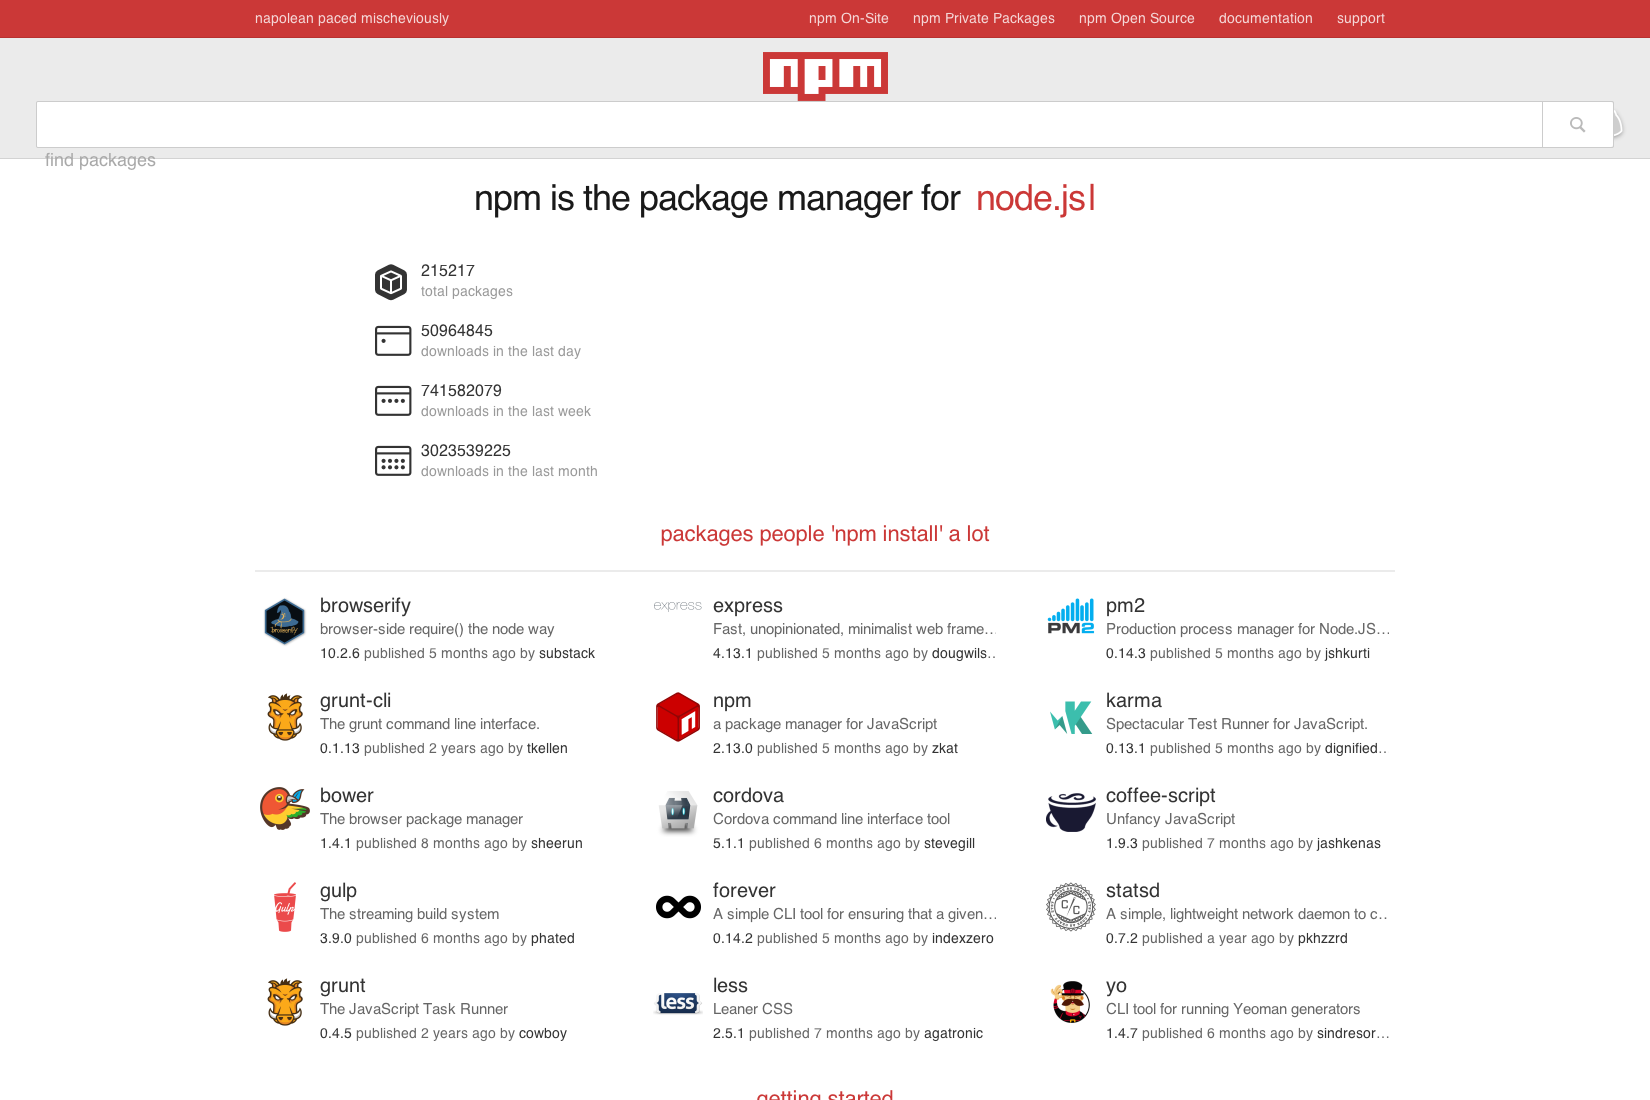 napolean paced mischeviously
npm On-Site npm Private Packages npm Open Source documentation support
npm
find packages
npm is the package manager for node.js|
215217
total packages
50964845
downloads in the last day
741582079
downloads in the last week
3023539225
downloads in the last month
packages people 'npm install' a lot
browserify
browserify
browser-side require() the node way
10.2.6 published 5 months ago by substack
express
express
Fast, unopinionated, minimalist web frame…
4.13.1 published 5 months ago by dougwils…
PM2
pm2
Production process manager for Node.JS…
0.14.3 published 5 months ago by jshkurti
grunt-cli
The grunt command line interface.
0.1.13 published 2 years ago by tkellen
n
npm
a package manager for JavaScript
2.13.0 published 5 months ago by zkat
K
karma
Spectacular Test Runner for JavaScript.
0.13.1 published 5 months ago by dignified…
bower
The browser package manager
1.4.1 published 8 months ago by sheerun
cordova
Cordova command line interface tool
5.1.1 published 6 months ago by stevegill
coffee-script
Unfancy JavaScript
1.9.3 published 7 months ago by jashkenas
Gulp
gulp
The streaming build system
3.9.0 published 6 months ago by phated
forever
A simple CLI tool for ensuring that a given…
0.14.2 published 5 months ago by indexzero
C/C
statsd
A simple, lightweight network daemon to c…
0.7.2 published a year ago by pkhzzrd
grunt
The JavaScript Task Runner
0.4.5 published 2 years ago by cowboy
less
less
Leaner CSS
2.5.1 published 7 months ago by agatronic
yo
CLI tool for running Yeoman generators
1.4.7 published 6 months ago by sindresor…
getting started